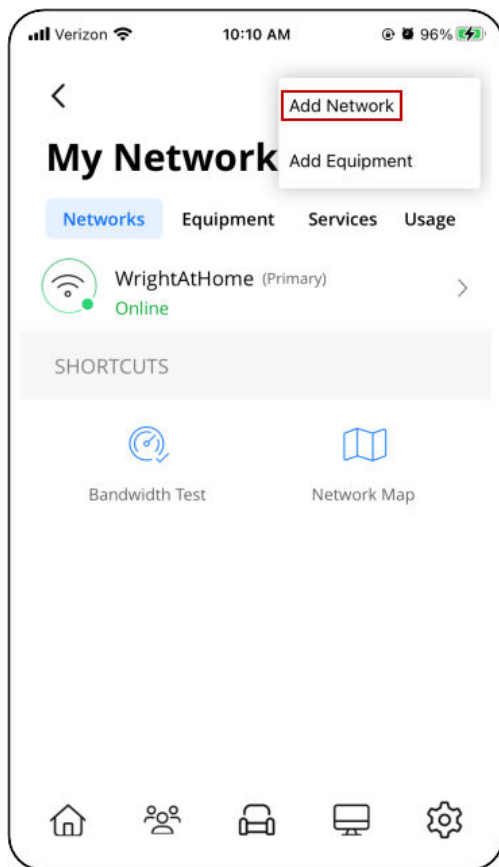 Verizon 10:10 AM 96%
Add Network
My Network
Add Equipment
Networks Equipment Services Usage
WrightAtHome (Primary)
Online
SHORTCUTS
Bandwidth Test Network Map